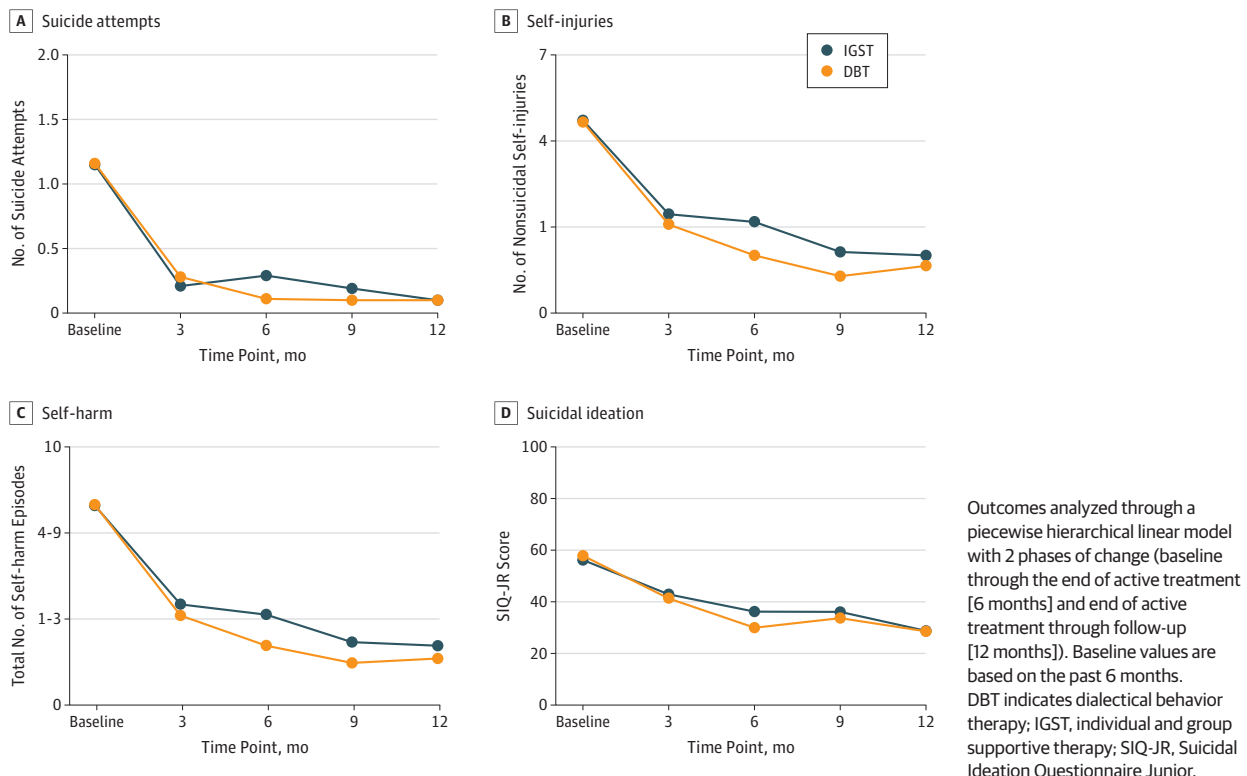 A Suicide attempts
2.0
1.5
1.0
0.5
0
No. of Suicide Attempts
Baseline 3 6 9 12
Time Point, mo
B Self-injuries
IGST
DBT
7
4
1
0
No. of Nonsuicidal Self-injuries
Baseline 3 6 9 12
Time Point, mo
C Self-harm
10
4-9
1-3
0
Total No. of Self-harm Episodes
Baseline 3 6 9 12
Time Point, mo
D Suicidal ideation
100
80
60
40
20
0
SIQ-JR Score
Baseline 3 6 9 12
Time Point, mo
Outcomes analyzed through a
piecewise hierarchical linear model
with 2 phases of change (baseline
through the end of active treatment
[6 months] and end of active
treatment through follow-up
[12 months]). Baseline values are
based on the past 6 months.
DBT indicates dialectical behavior
therapy; IGST, individual and group
supportive therapy; SIQ-JR, Suicidal
Ideation Questionnaire Junior.